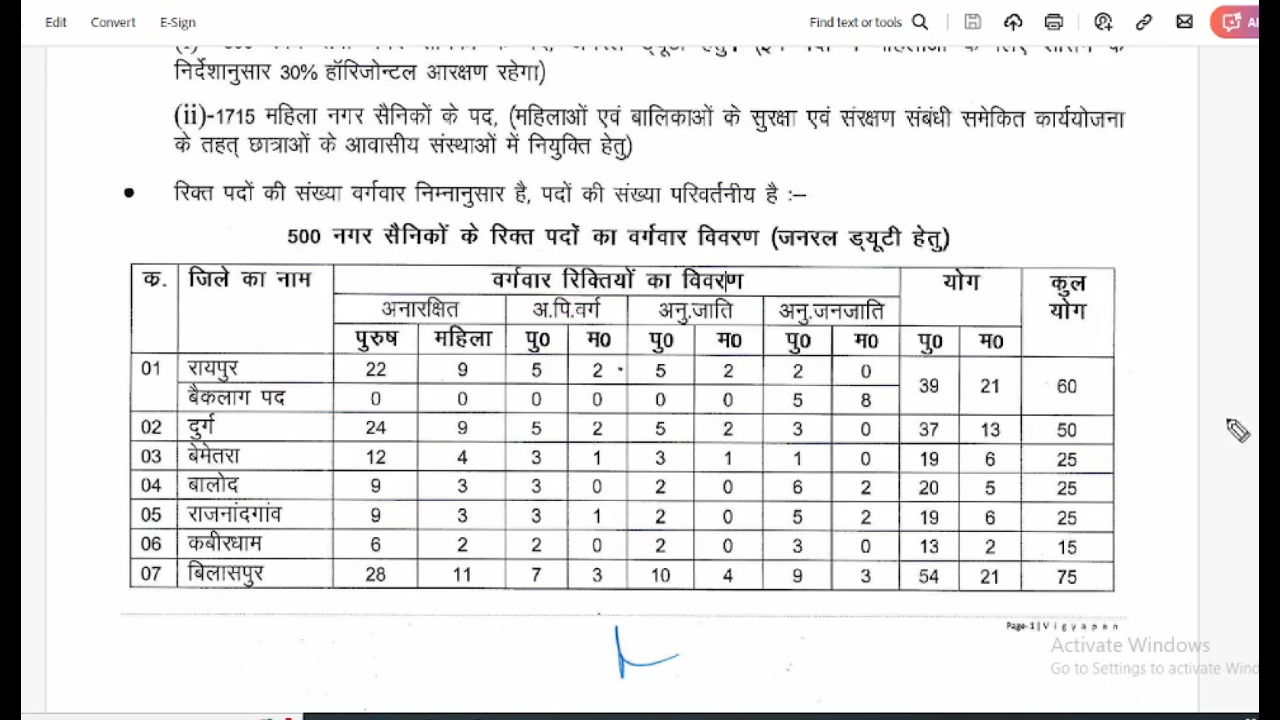 Edit Convert E-Sign Find text or tools AI
निर्देशानुसार 30% हॉरिजोन्टल आरक्षण रहेगा)
(ii)-1715 महिला नगर सैनिकों के पद, (महिलाओं एवं बालिकाओं के सुरक्षा एवं संरक्षण संबंधी समेकित कार्ययोजना
के तहत् छात्राओं के आवासीय संस्थाओं में नियुक्ति हेतु)
• रिक्त पदों की संख्या वर्गवार निम्नानुसार है, पदों की संख्या परिवर्तनीय है :–
500 नगर सैनिकों के रिक्त पदों का वर्गवार विवरण (जनरल ड्यूटी हेतु)
क. जिले का नाम वर्गवार रिक्तियों का विवरण योग कुल योग
अनारक्षित अ.पि.वर्ग अनु.जाति अनु.जनजाति
पुरुष महिला पु0 म0 पु0 म0 पु0 म0 पु0 म0
01 रायपुर 22 9 5 2 5 2 2 0 39 21 60
बैकलाग पद 0 0 0 0 0 0 5 8
02 दुर्ग 24 9 5 2 5 2 3 0 37 13 50
03 बेमेतरा 12 4 3 1 3 1 1 0 19 6 25
04 बालोद 9 3 3 0 2 0 6 2 20 5 25
05 राजनांदगांव 9 3 3 1 2 0 5 2 19 6 25
06 कबीरधाम 6 2 2 0 2 0 3 0 13 2 15
07 बिलासपुर 28 11 7 3 10 4 9 3 54 21 75
Page-1 | Vigyapan
Activate Windows
Go to Settings to activate Wind